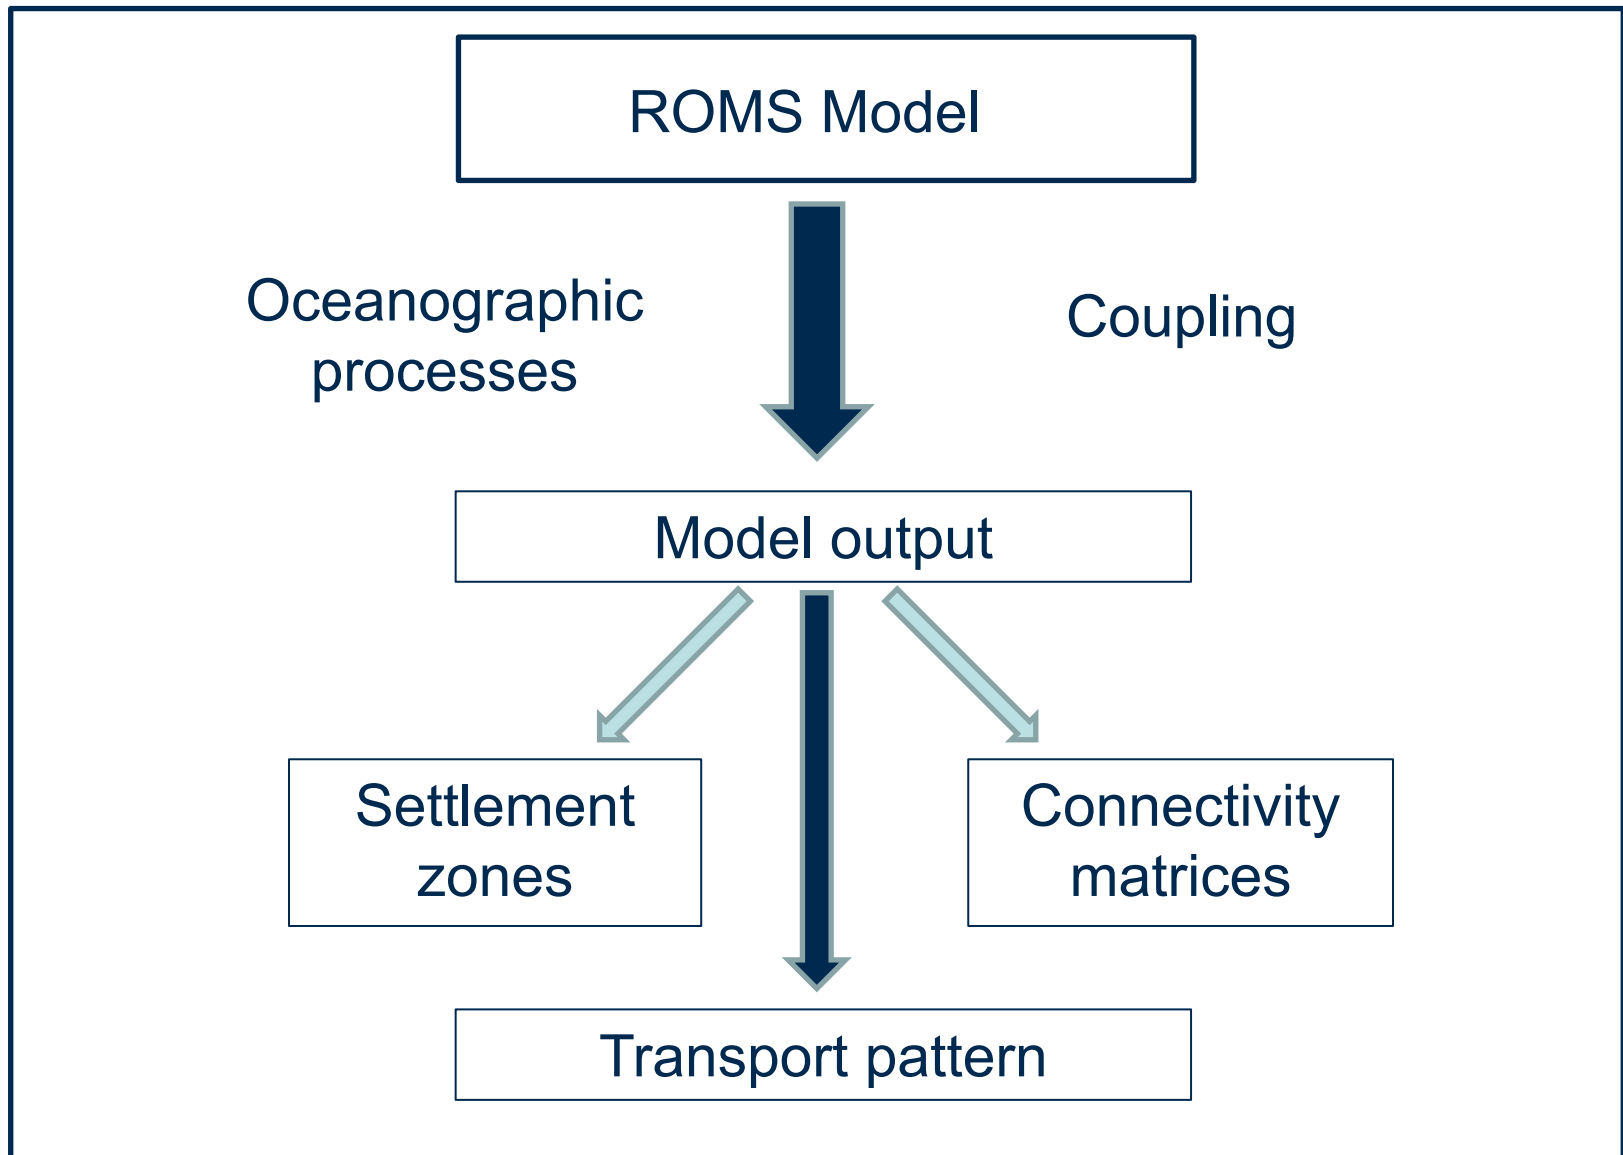 ROMS Model
Oceanographic
processes
Coupling
Model output
Settlement
zones
Connectivity
matrices
Transport pattern